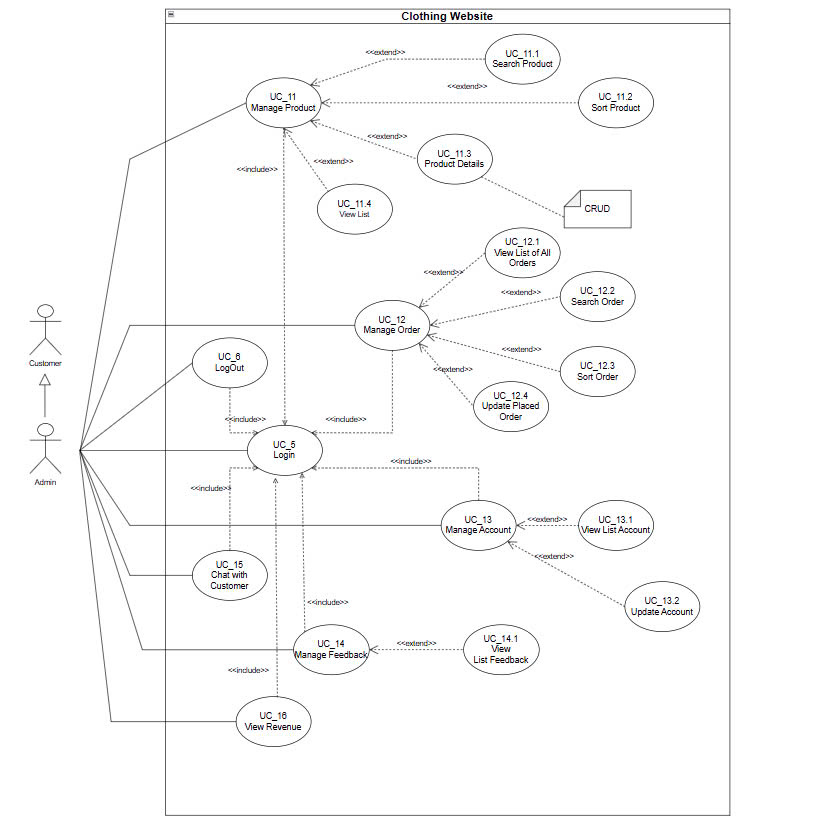 Clothing Website
<<extend>>
UC_11.1
Search Product
UC_11
Manage Product
<<extend>>
UC_11.2
Sort Product
<<extend>>
UC_11.3
Product Details
<<include>>
<<extend>>
UC_11.4
View List
CRUD
UC_12.1
View List of All
Orders
<<extend>>
UC_12.2
Search Order
<<extend>>
UC_12
Manage Order
<<extend>>
UC_12.3
Sort Order
<<extend>>
UC_12.4
Update Placed
Order
Customer
UC_6
LogOut
<<include>>
<<include>>
UC_5
Login
Admin
<<include>>
<<include>>
UC_13
Manage Account
<<extend>>
UC_13.1
View List Account
<<extend>>
UC_13.2
Update Account
UC_15
Chat with
Customer
<<include>>
UC_14
Manage Feedback
<<extend>>
UC_14.1
View
List Feedback
<<include>>
UC_16
View Revenue